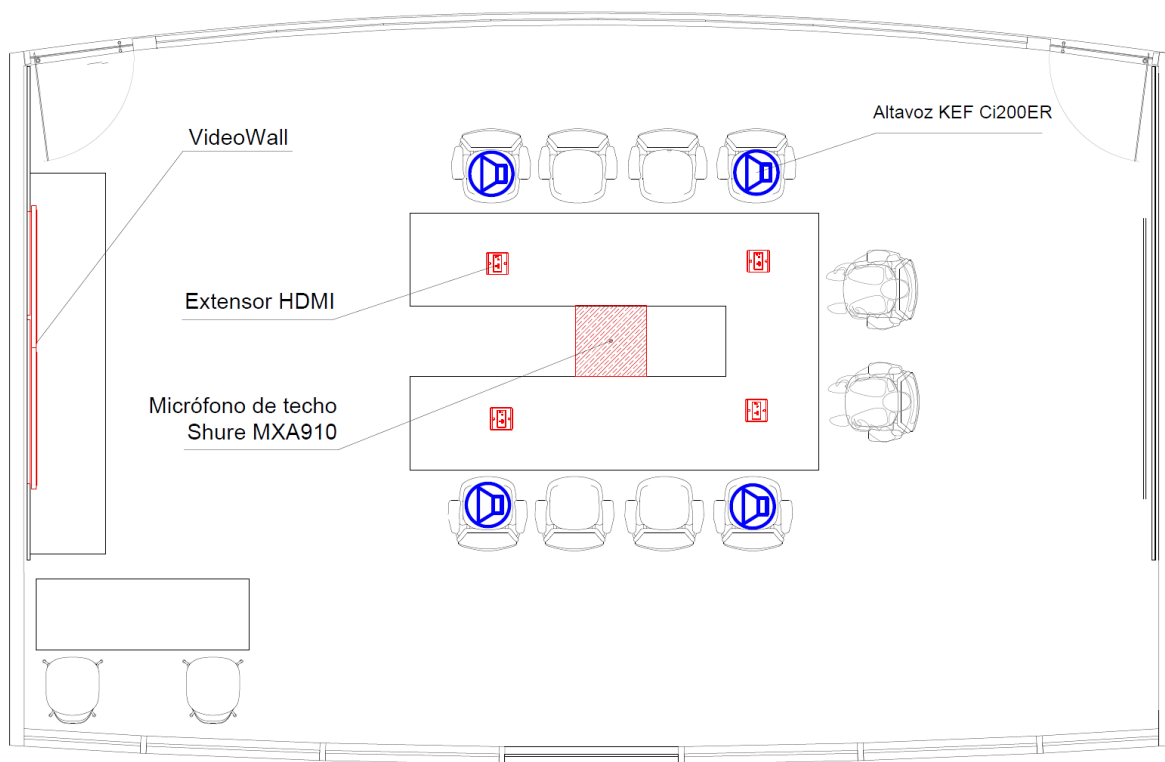 Altavoz KEF Ci200ER
VideoWall
Extensor HDMI
Micrófono de techo
Shure MXA910